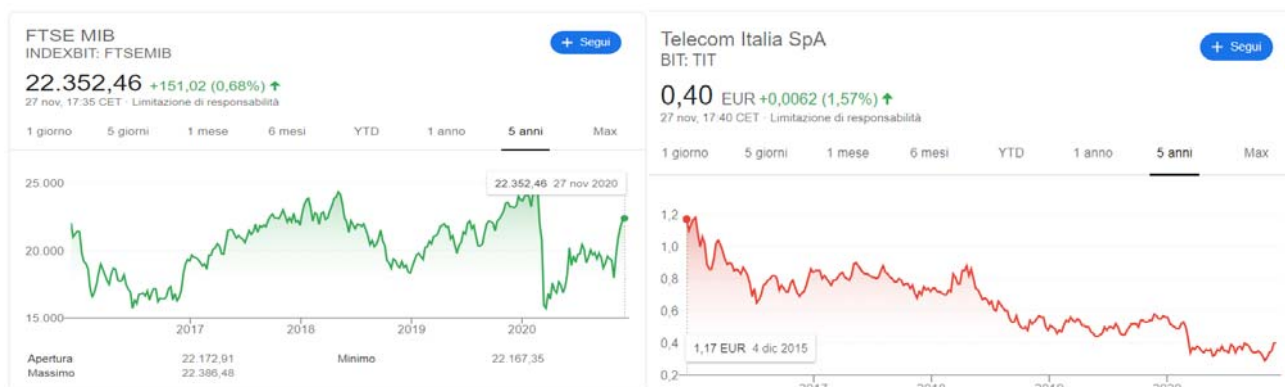 FTSE MIB
INDEXBIT: FTSEMIB
+ Segui
22.352,46 +151,02 (0,68%) ↑
27 nov, 17:35 CET · Limitazione di responsabilità
1 giorno 5 giorni 1 mese 6 mesi YTD 1 anno 5 anni Max
22.352,46 27 nov 2020
25.000
20.000
15.000
2017 2018 2019 2020
Apertura 22.172,91 Minimo 22.167,35
Massimo 22.386,48
Telecom Italia SpA
BIT: TIT
+ Segui
0,40 EUR +0,0062 (1,57%) ↑
27 nov, 17:40 CET · Limitazione di responsabilità
1 giorno 5 giorni 1 mese 6 mesi YTD 1 anno 5 anni Max
1,2
1,0
0,8
0,6
0,4
1,17 EUR 4 dic 2015
0,2
2017 2018 2019 2020